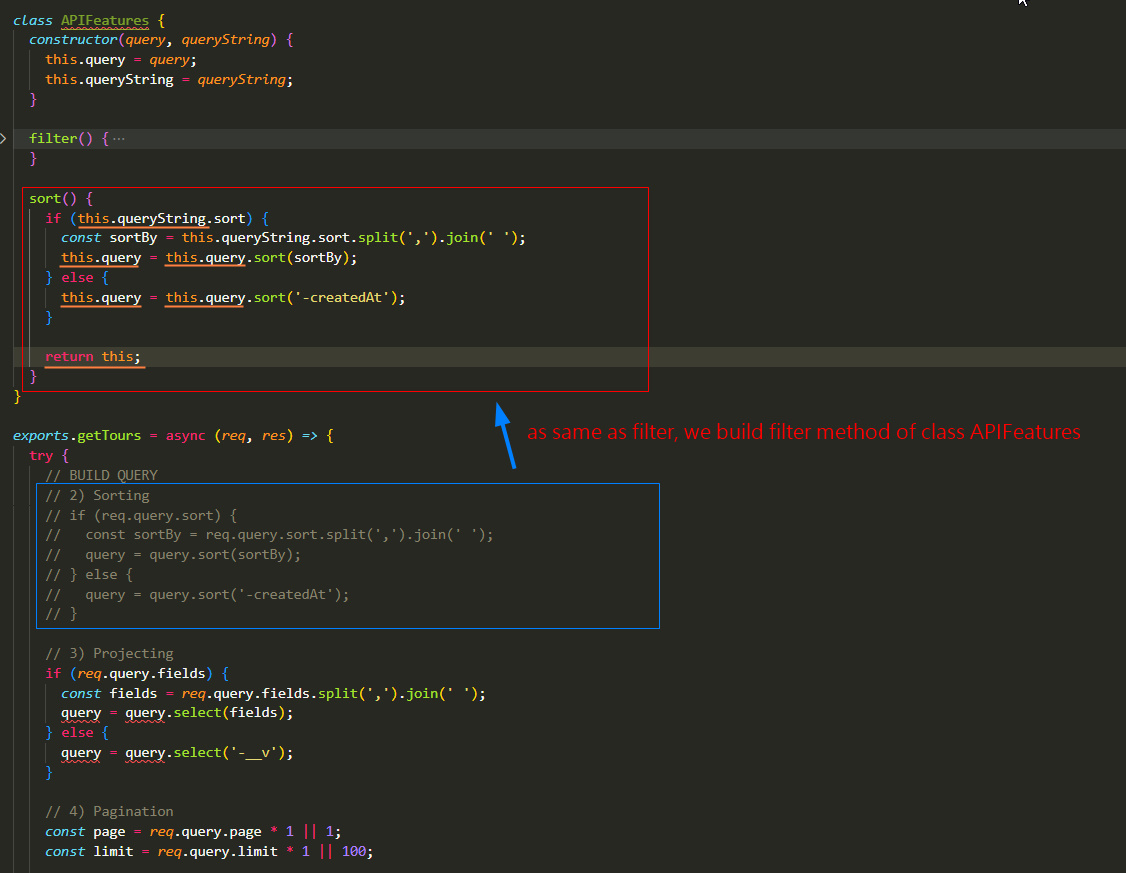 class APIFeatures {
constructor(query, queryString) {
this.query = query;
this.queryString = queryString;
}
filter() { ···
}
sort() {
if (this.queryString.sort) {
const sortBy = this.queryString.sort.split(',').join(' ');
this.query = this.query.sort(sortBy);
} else {
this.query = this.query.sort('-createdAt');
}
return this;
}
}
as same as filter, we build filter method of class APIFeatures
exports.getTours = async (req, res) => {
try {
// BUILD QUERY
// 2) Sorting
// if (req.query.sort) {
//   const sortBy = req.query.sort.split(',').join(' ');
//   query = query.sort(sortBy);
// } else {
//   query = query.sort('-createdAt');
// }
// 3) Projecting
if (req.query.fields) {
const fields = req.query.fields.split(',').join(' ');
query = query.select(fields);
} else {
query = query.select('-__v');
}
// 4) Pagination
const page = req.query.page * 1 || 1;
const limit = req.query.limit * 1 || 100;